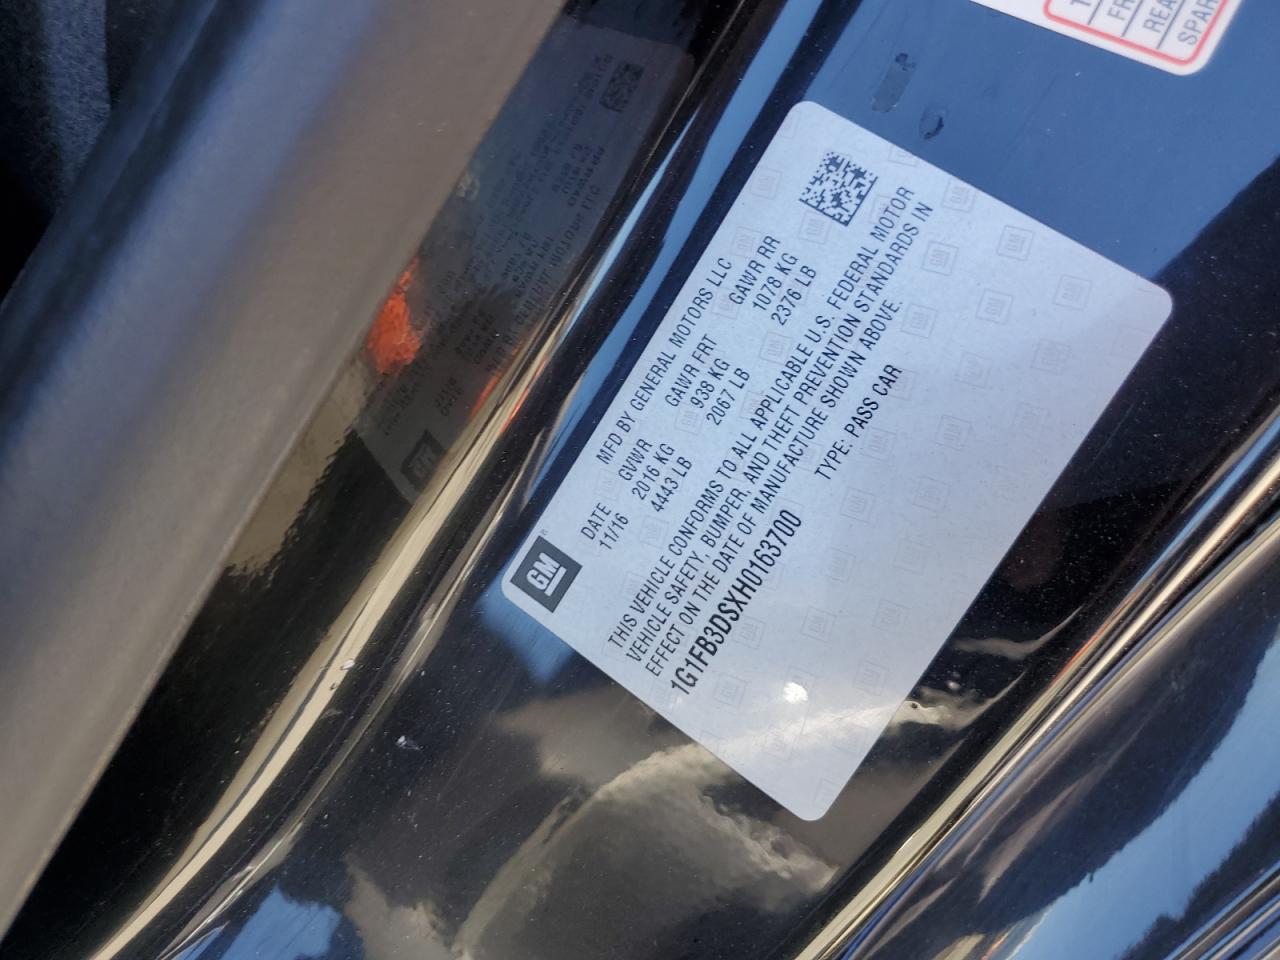 GM
MFD BY GENERAL MOTORS LLC
DATE GVWR GAWR FRT GAWR RR
11/16 2016 KG 938 KG 1078 KG
4443 LB 2067 LB 2376 LB
THIS VEHICLE CONFORMS TO ALL APPLICABLE U.S. FEDERAL MOTOR
VEHICLE SAFETY, BUMPER, AND THEFT PREVENTION STANDARDS IN
EFFECT ON THE DATE OF MANUFACTURE SHOWN ABOVE.
1G1FB3DSXH0163700 TYPE: PASS CAR